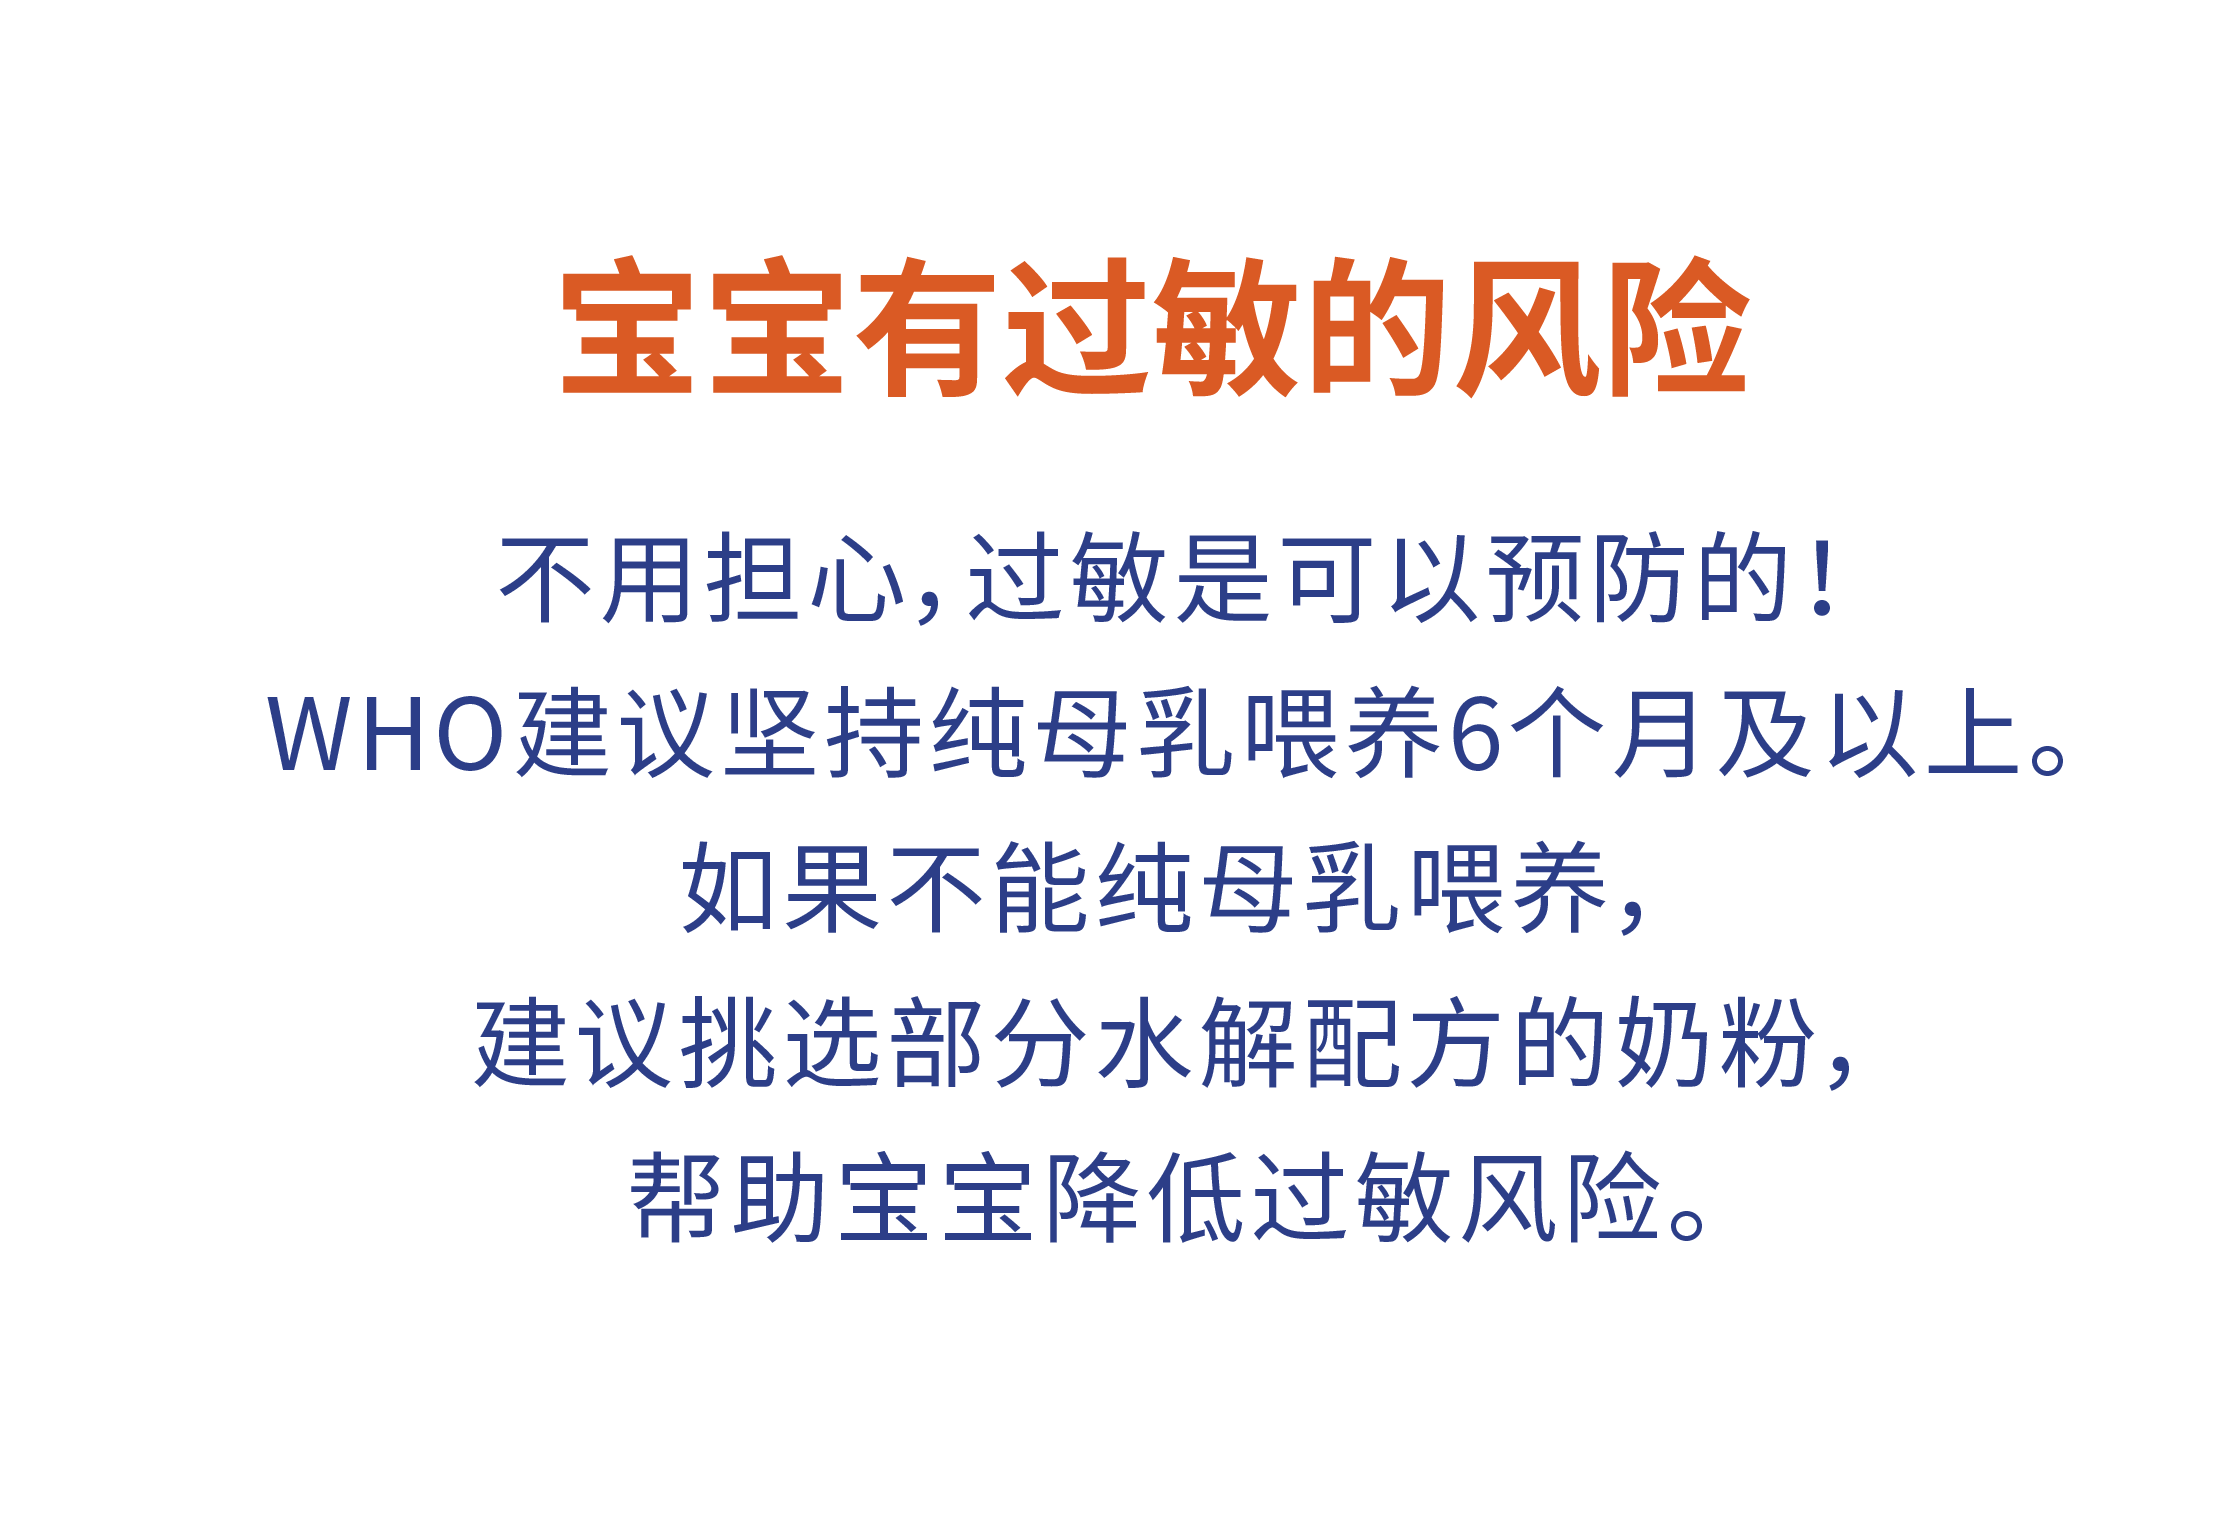 宝宝有过敏的风险
不用担心,过敏是可以预防的!
WHO建议坚持纯母乳喂养6个月及以上。
如果不能纯母乳喂养,
建议挑选部分水解配方的奶粉,
帮助宝宝降低过敏风险。